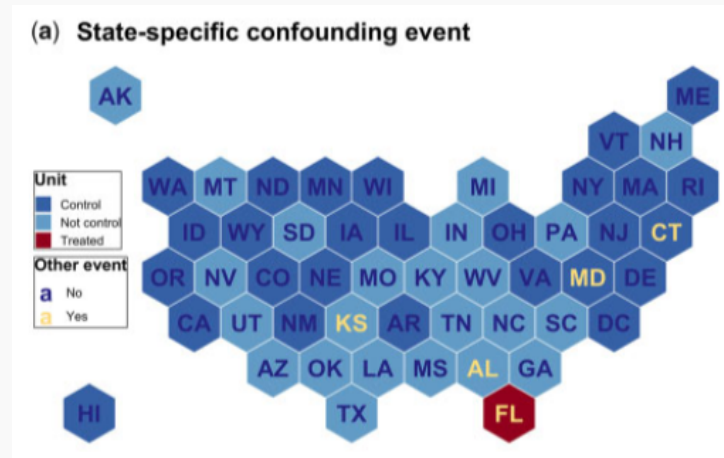 (a) State-specific confounding event
AK
ME
VT NH
WA MT ND MN WI MI NY MA RI
ID WY SD IA IL IN OH PA NJ CT
OR NV CO NE MO KY WV VA MD DE
CA UT NM KS AR TN NC SC DC
AZ OK LA MS AL GA
HI TX FL
Unit
Control
Not control
Treated
Other event
a No
a Yes